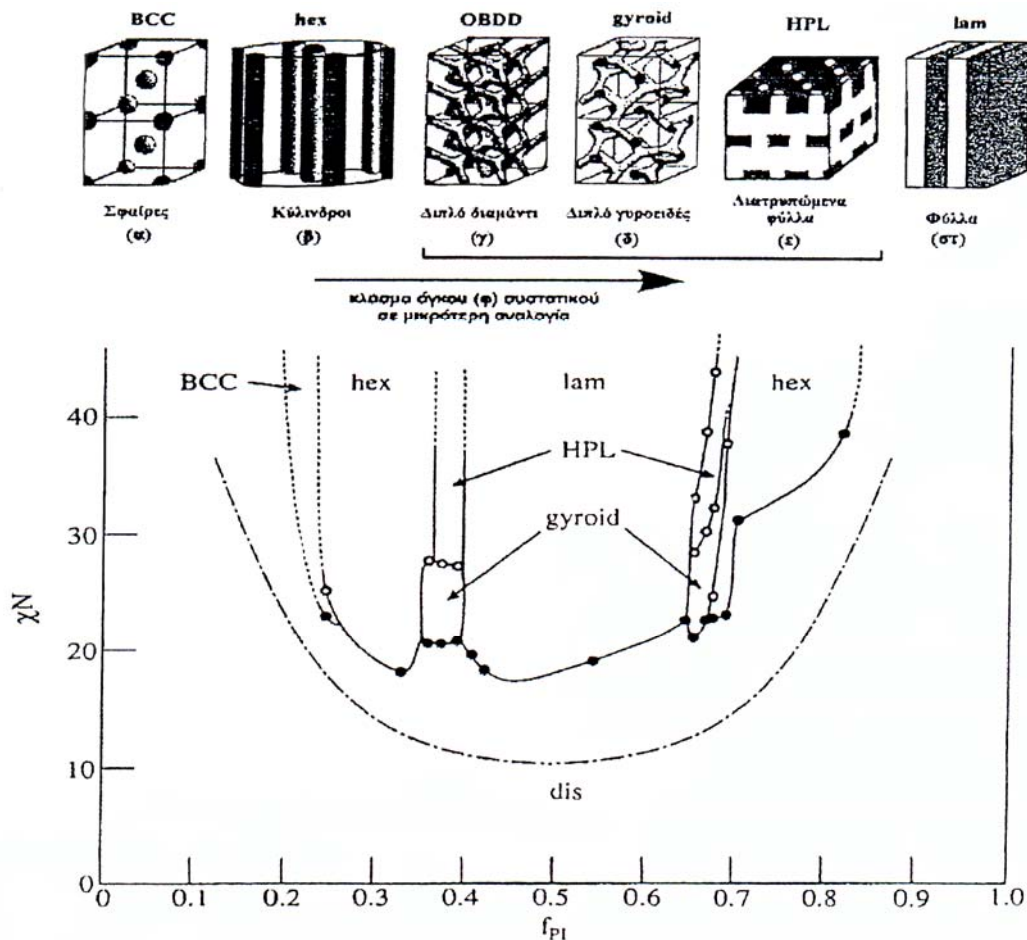 BCC hex OBDD gyroid HPL lam
Σφαίρες Κύλινδροι Διπλό διαμάντι Διπλό γυροειδές Διατρυπώμενα φύλλα Φύλλα
(α) (β) (γ) (δ) (ε) (στ)
κλάσμα όγκου (φ) συστατικού
σε μικρότερη αναλογία
BCC hex lam hex
HPL
gyroid
dis
40
30
20
10
0
χN
0 0.1 0.2 0.3 0.4 0.5 0.6 0.7 0.8 0.9 1.0
fPI